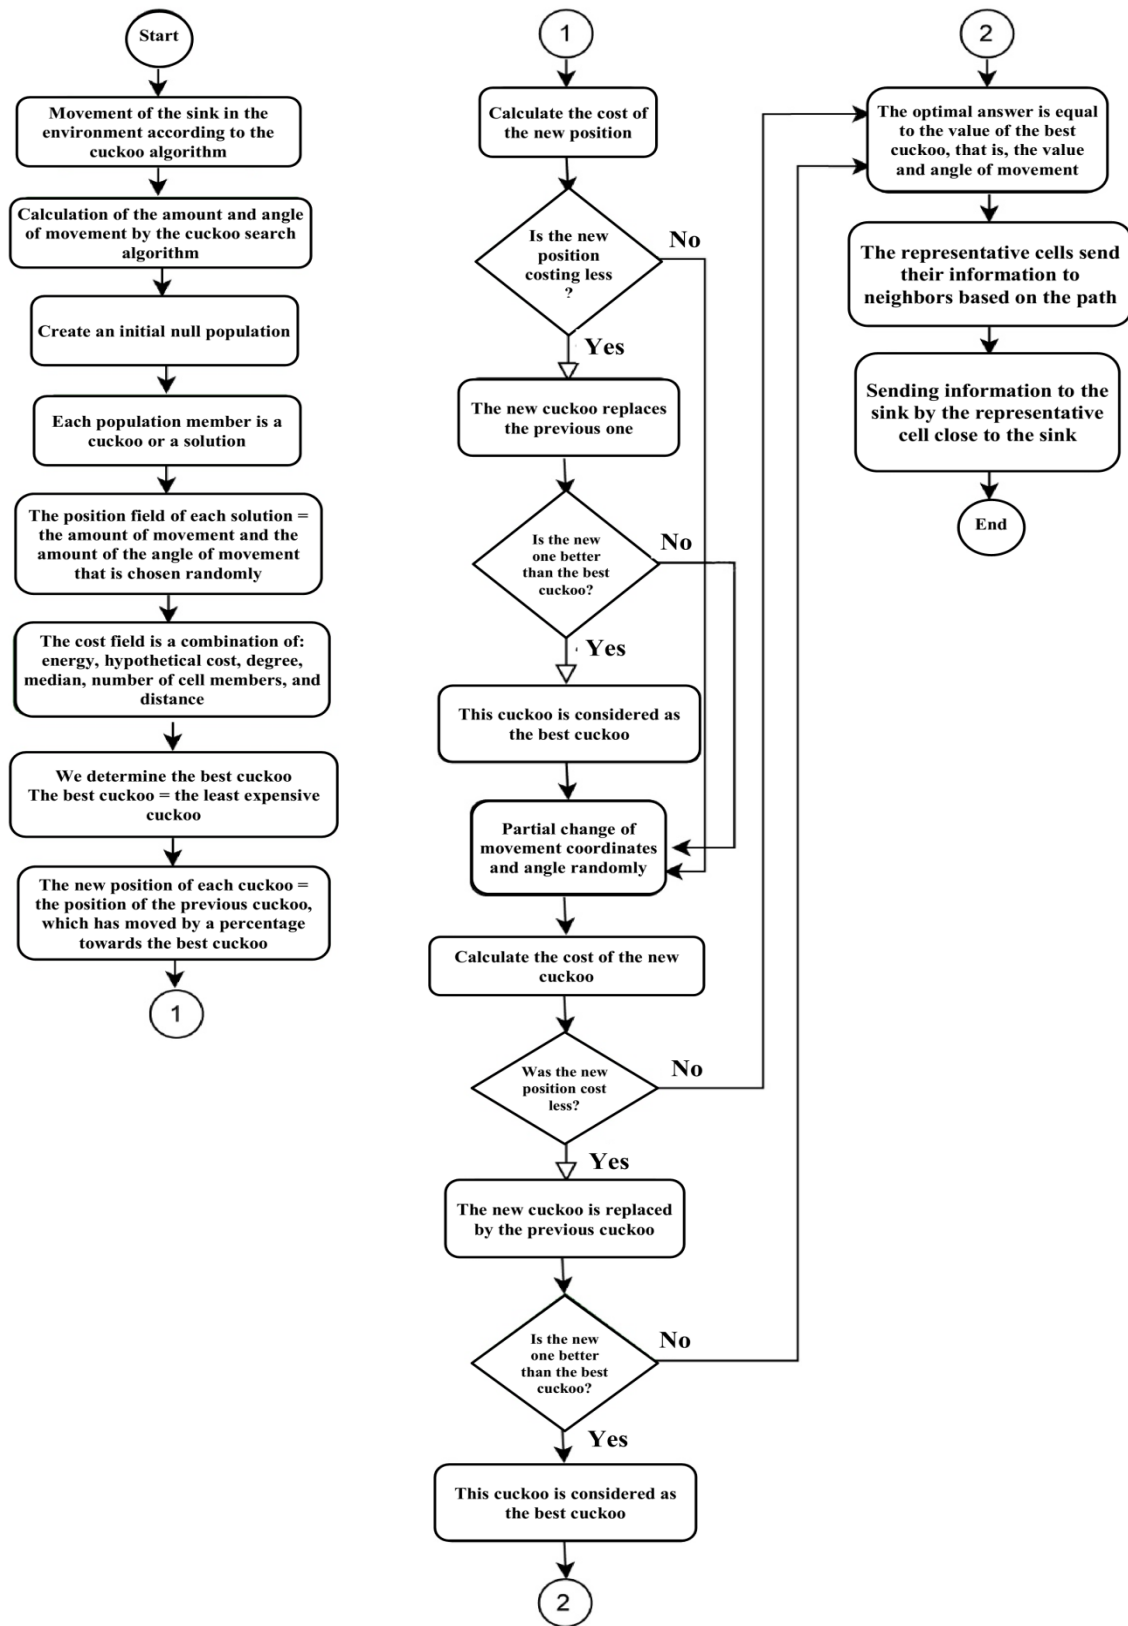 Start
Movement of the sink in the
environment according to the
cuckoo algorithm
Calculation of the amount and angle
of movement by the cuckoo search
algorithm
Create an initial null population
Each population member is a
cuckoo or a solution
The position field of each solution =
the amount of movement and the
amount of the angle of movement
that is chosen randomly
The cost field is a combination of:
energy, hypothetical cost, degree,
median, number of cell members, and
distance
We determine the best cuckoo
The best cuckoo = the least expensive
cuckoo
The new position of each cuckoo =
the position of the previous cuckoo,
which has moved by a percentage
towards the best cuckoo
1
1
Calculate the cost of
the new position
Is the new
position
costing less
?
No
Yes
The new cuckoo replaces
the previous one
Is the new
one better
than the best
cuckoo?
No
Yes
This cuckoo is considered as
the best cuckoo
Partial change of
movement coordinates
and angle randomly
Calculate the cost of the new
cuckoo
Was the new
position cost
less?
No
Yes
The new cuckoo is replaced
by the previous cuckoo
Is the new
one better
than the best
cuckoo?
No
Yes
This cuckoo is considered as
the best cuckoo
2
2
The optimal answer is equal
to the value of the best
cuckoo, that is, the value
and angle of movement
The representative cells send
their information to
neighbors based on the path
Sending information to the
sink by the representative
cell close to the sink
End